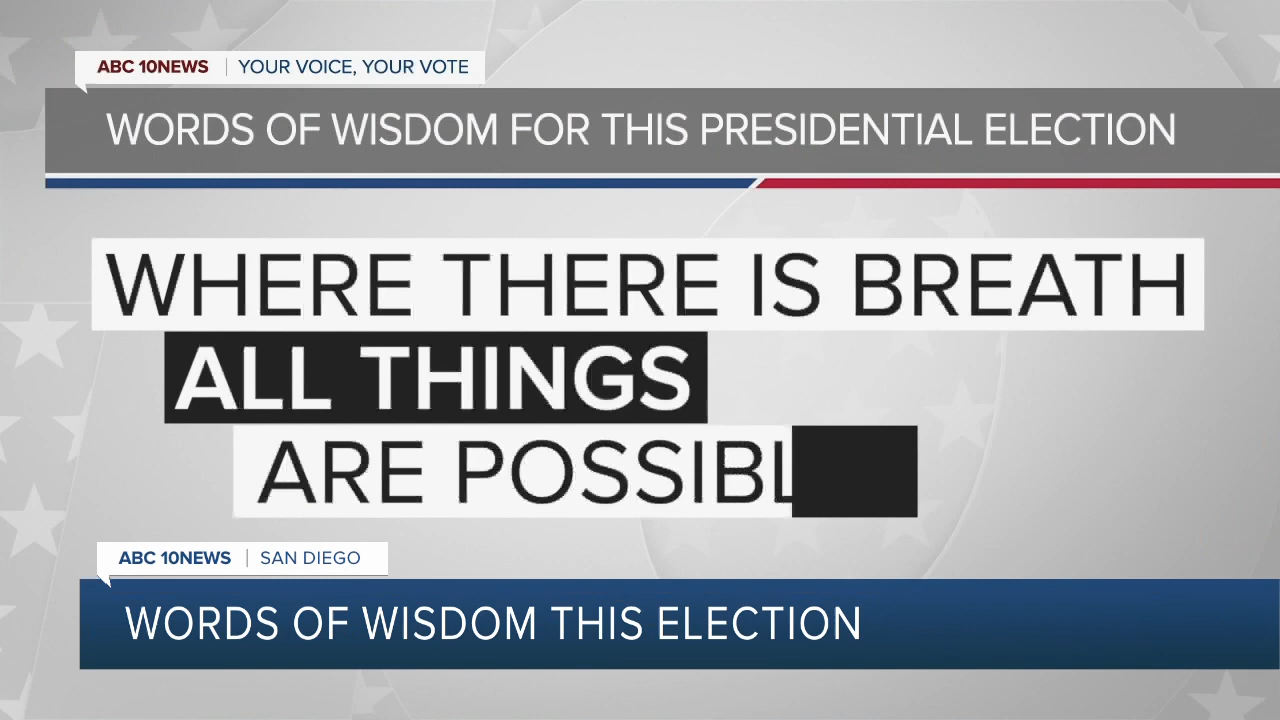 ABC 10NEWS | YOUR VOICE, YOUR VOTE
WORDS OF WISDOM FOR THIS PRESIDENTIAL ELECTION
WHERE THERE IS BREATH
ALL THINGS
ARE POSSIBL
ABC 10NEWS | SAN DIEGO
WORDS OF WISDOM THIS ELECTION